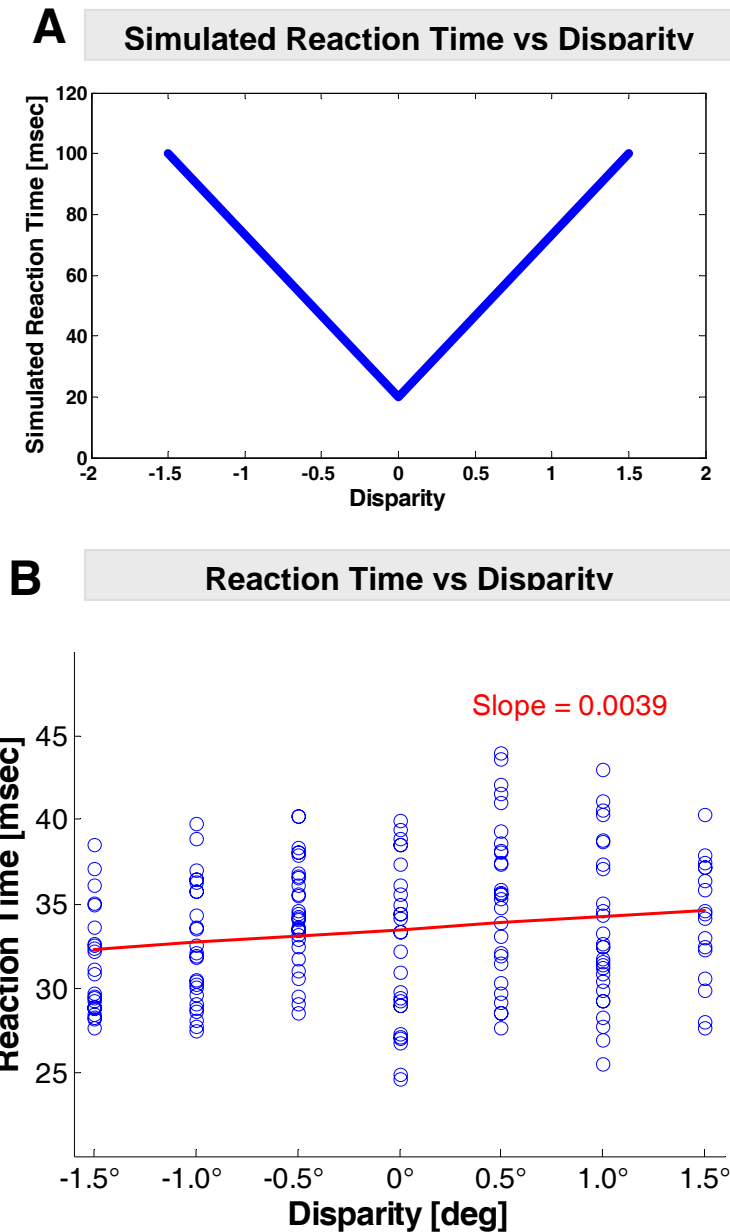 A
Simulated Reaction Time vs Disparity
Simulated Reaction Time [msec]
120
100
80
60
40
20
0
-2 -1.5 -1 -0.5 0 0.5 1 1.5 2
Disparity
B
Reaction Time vs Disparity
Slope = 0.0039
Reaction Time [msec]
45
40
35
30
25
-1.5° -1.0° -0.5° 0° 0.5° 1.0° 1.5°
Disparity [deg]